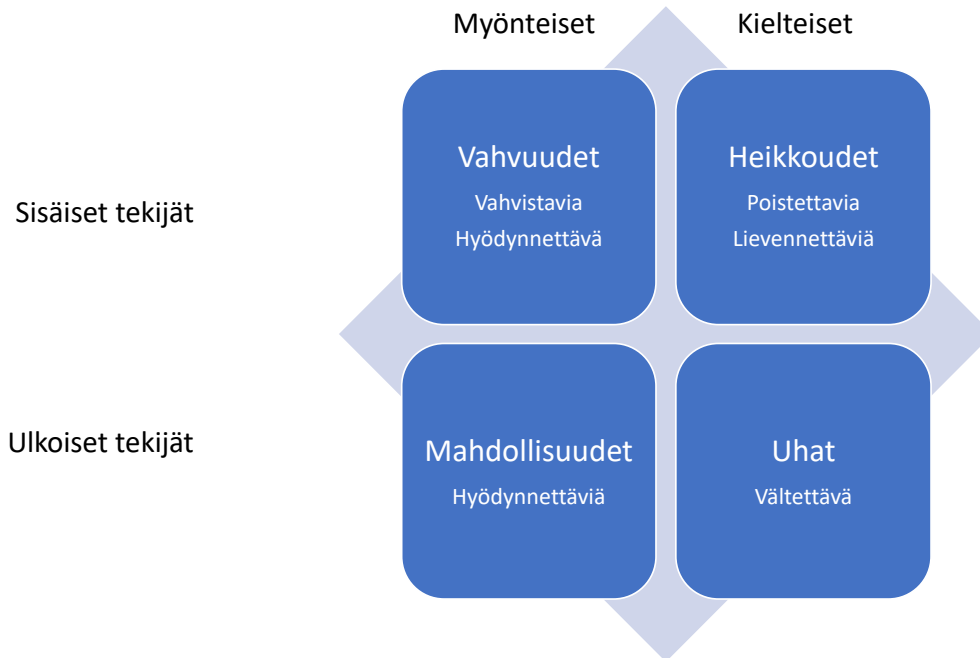 Myönteiset
Kielteiset
Sisäiset tekijät
Vahvuudet
Vahvistavia
Hyödynnettävä
Heikkoudet
Poistettavia
Lievennettäviä
Ulkoiset tekijät
Mahdollisuudet
Hyödynnettäviä
Uhat
Vältettävä